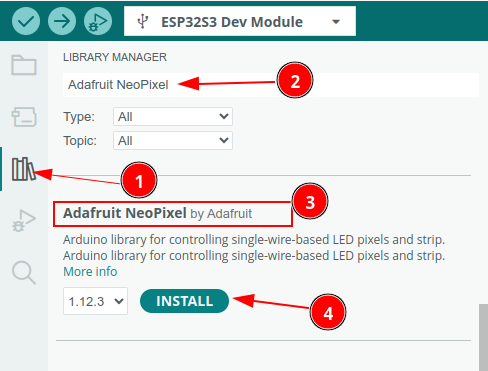 ESP32S3 Dev Module
LIBRARY MANAGER
Adafruit NeoPixel
2
Type: All
Topic: All
1
3
Adafruit NeoPixel by Adafruit
Arduino library for controlling single-wire-based LED pixels and strip.
Arduino library for controlling single-wire-based LED pixels and strip.
More info
1.12.3 INSTALL
4